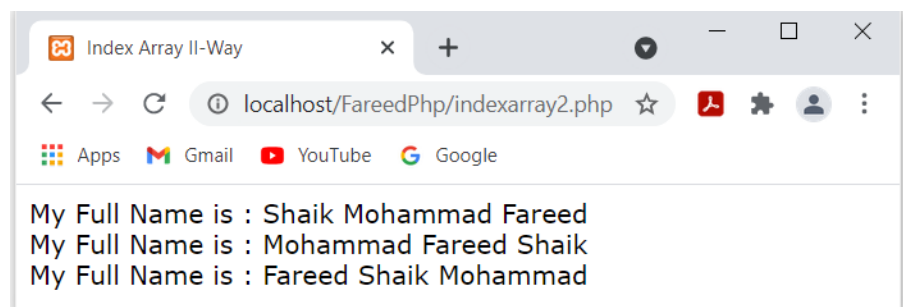 Index Array II-Way
localhost/FareedPhp/indexarray2.php
Apps Gmail YouTube Google
My Full Name is : Shaik Mohammad Fareed
My Full Name is : Mohammad Fareed Shaik
My Full Name is : Fareed Shaik Mohammad